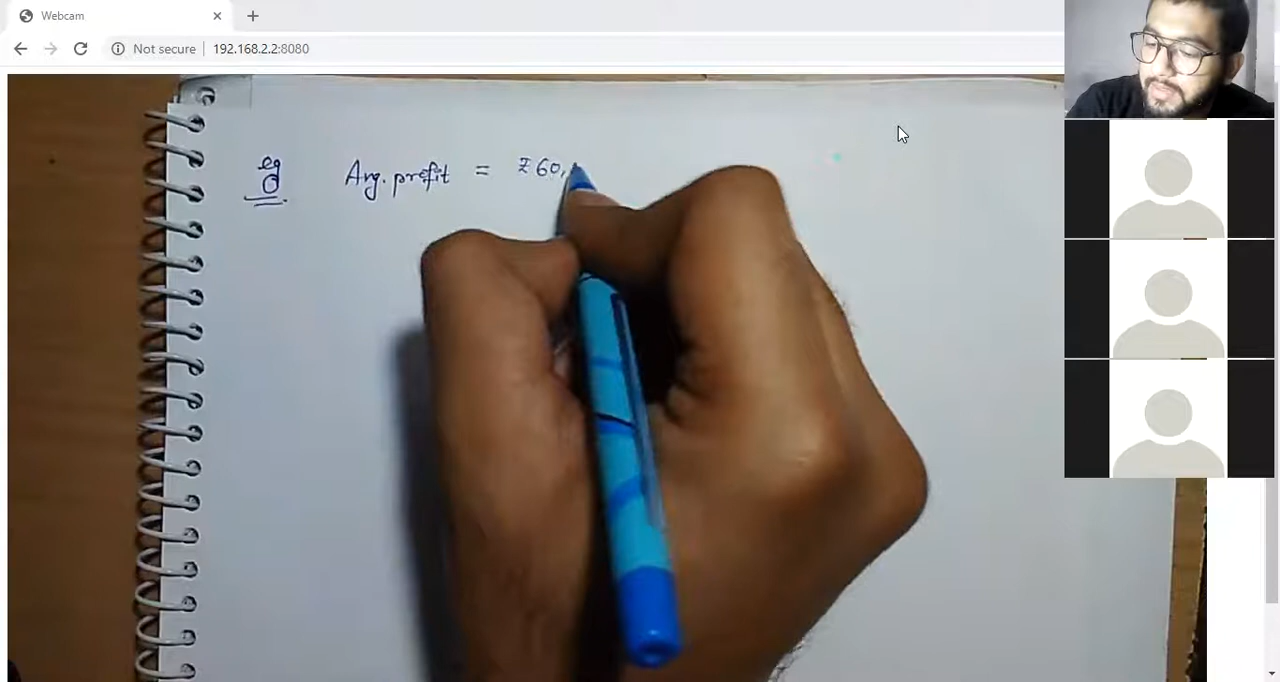 Webcam
Not secure 192.168.2.2:8080
eg Avg. profit = ₹60,